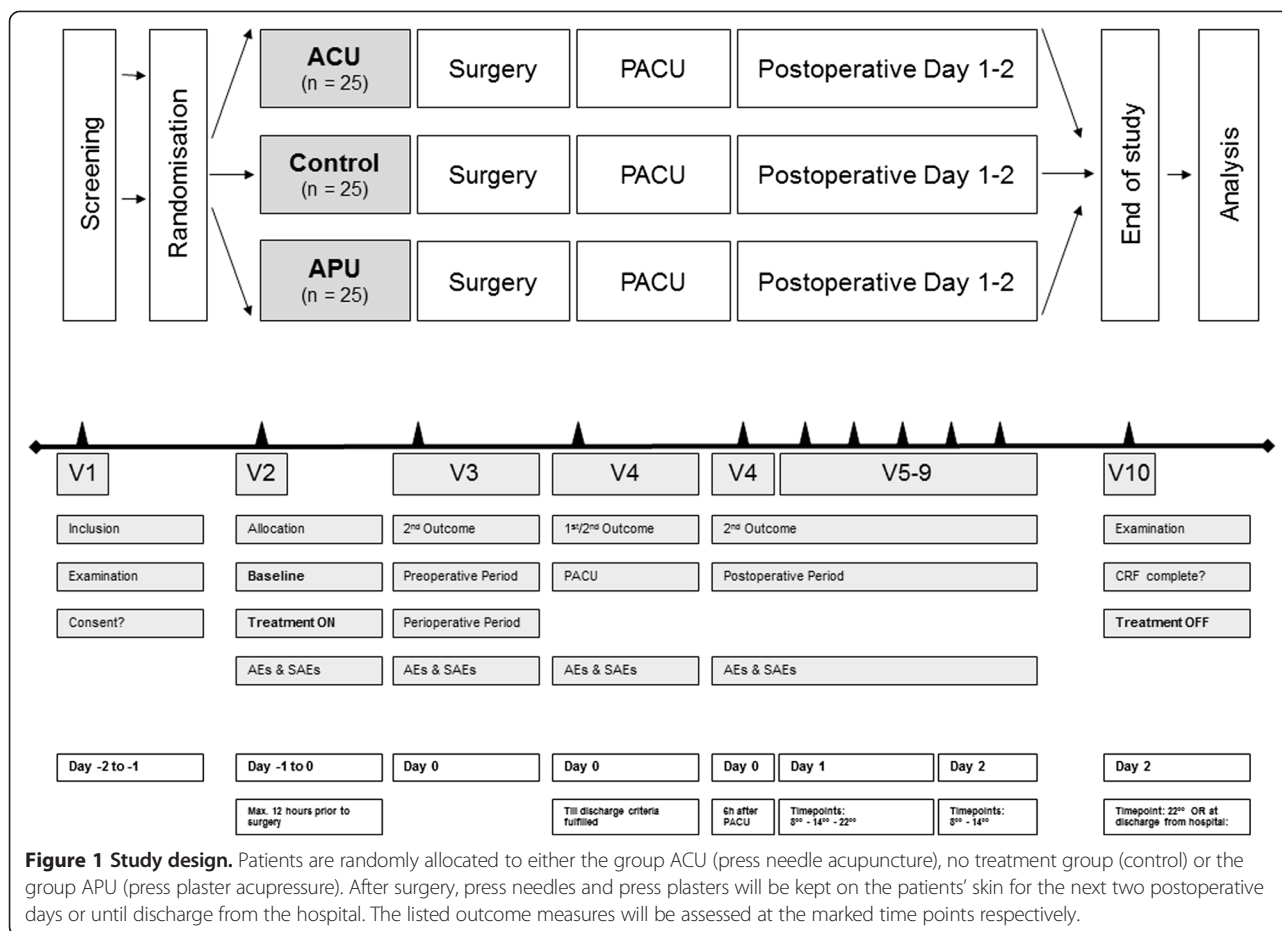 Screening
Randomisation
ACU
(n = 25)
Surgery
PACU
Postoperative Day 1-2
Control
(n = 25)
Surgery
PACU
Postoperative Day 1-2
APU
(n = 25)
Surgery
PACU
Postoperative Day 1-2
End of study
Analysis
V1
V2
V3
V4
V4
V5-9
V10
Inclusion
Allocation
2nd Outcome
1st/2nd Outcome
2nd Outcome
Examination
Examination
Baseline
Preoperative Period
PACU
Postoperative Period
CRF complete?
Consent?
Treatment ON
Perioperative Period
Treatment OFF
AEs & SAEs
AEs & SAEs
AEs & SAEs
AEs & SAEs
Day -2 to -1
Day -1 to 0
Day 0
Day 0
Day 0
Day 1
Day 2
Day 2
Max. 12 hours prior to
surgery
Till discharge criteria
fulfilled
6h after
PACU
Timepoints:
8⁰⁰ - 14⁰⁰ - 22⁰⁰
Timepoints:
8⁰⁰ - 14⁰⁰
Timepoint: 22⁰⁰ OR at
discharge from hospital:
Figure 1 Study design. Patients are randomly allocated to either the group ACU (press needle acupuncture), no treatment group (control) or the
group APU (press plaster acupressure). After surgery, press needles and press plasters will be kept on the patients' skin for the next two postoperative
days or until discharge from the hospital. The listed outcome measures will be assessed at the marked time points respectively.